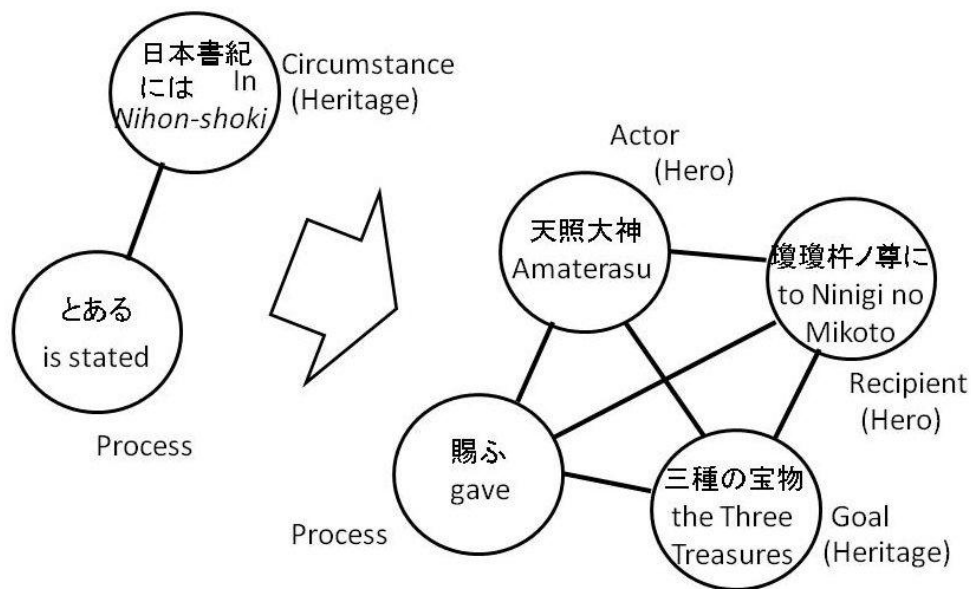 日本書紀
には In
Nihon-shoki
Circumstance
(Heritage)
とある
is stated
Process
Actor
(Hero)
天照大神
Amaterasu
瓊瓊杵ノ尊に
to Ninigi no
Mikoto
Recipient
(Hero)
賜ふ
gave
Process
三種の宝物
the Three
Treasures
Goal
(Heritage)